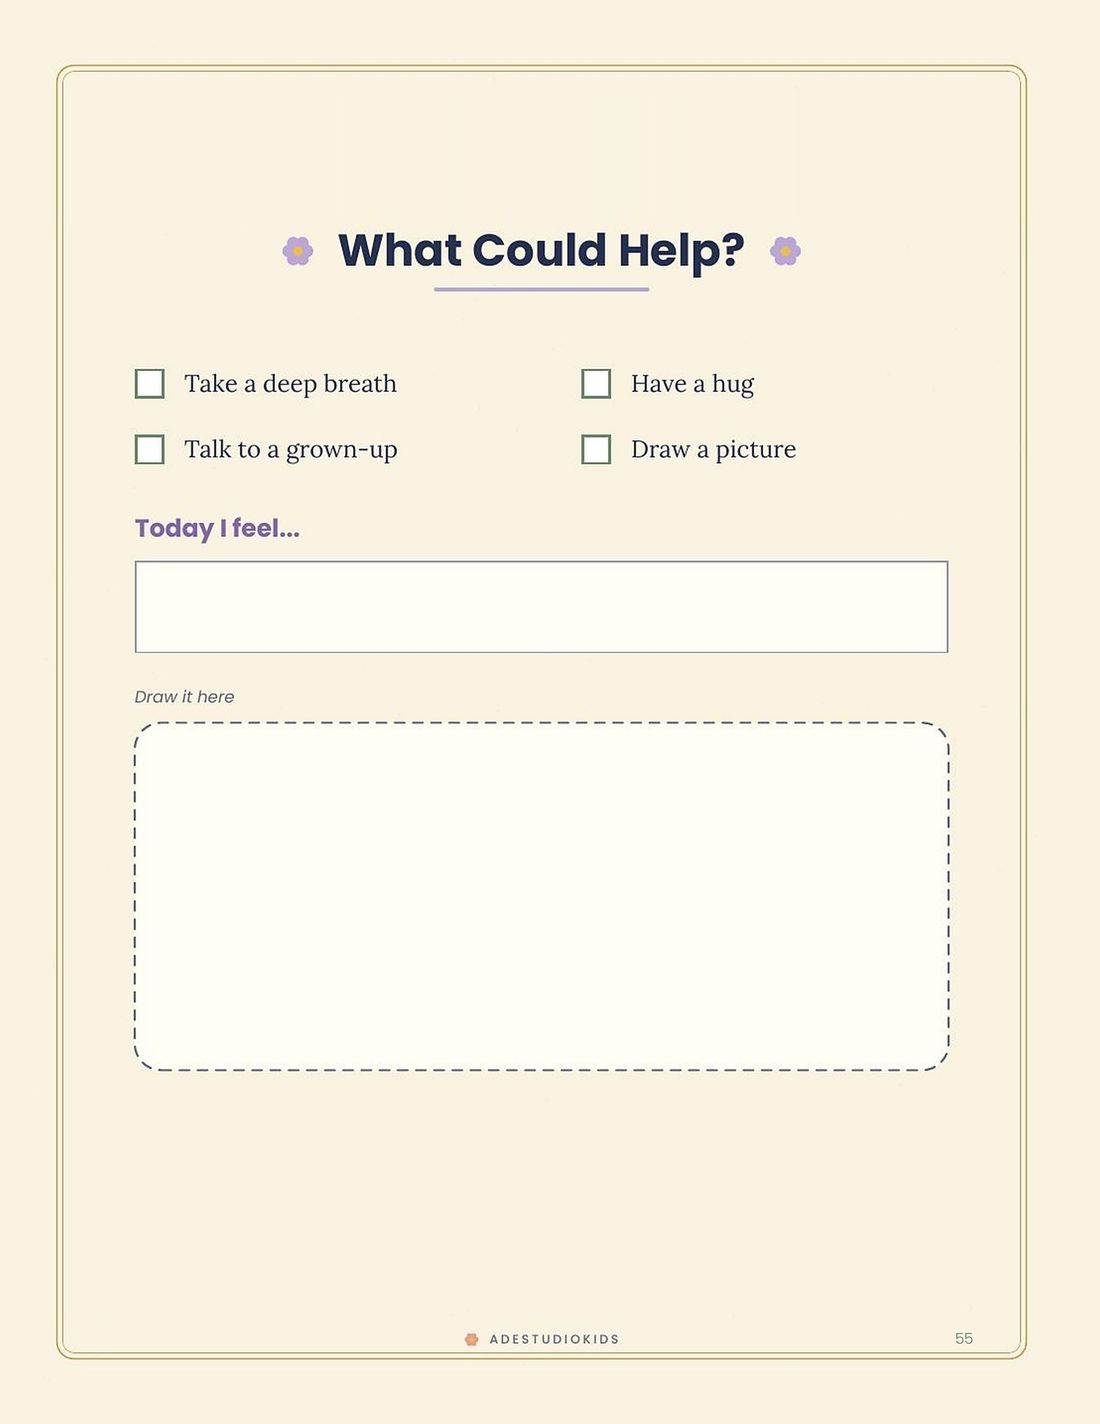 What Could Help?
Take a deep breath
Have a hug
Talk to a grown-up
Draw a picture
Today I feel...
Draw it here
ADESTUDIOKIDS
55